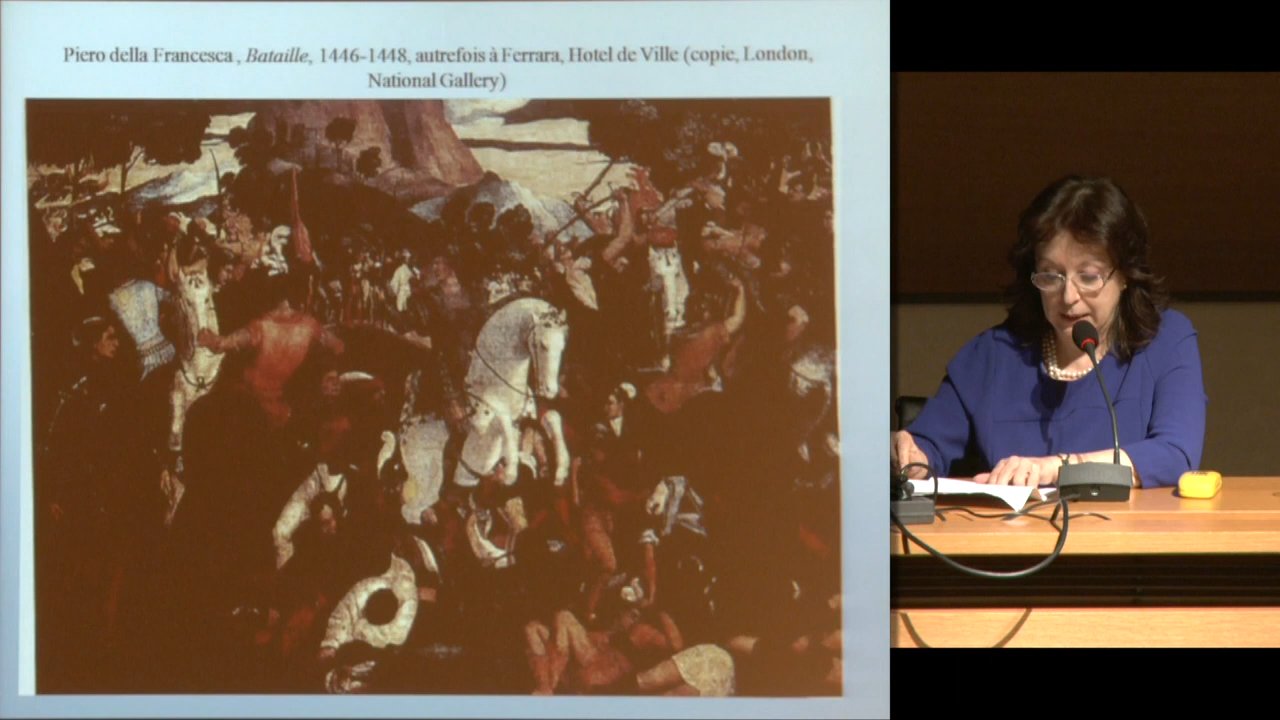 Piero della Francesca , Bataille, 1446-1448, autrefois à Ferrara, Hotel de Ville (copie, London,
National Gallery)